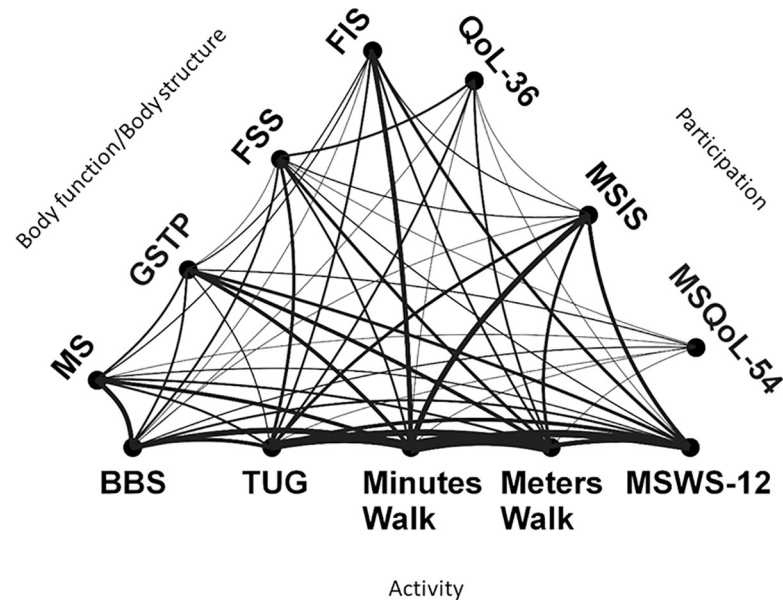 FIS
QoL-36
Body function/Body structure
FSS
Participation
MSIS
GSTP
MSQoL-54
MS
BBS
TUG
Minutes
Walk
Meters
Walk
MSWS-12
Activity